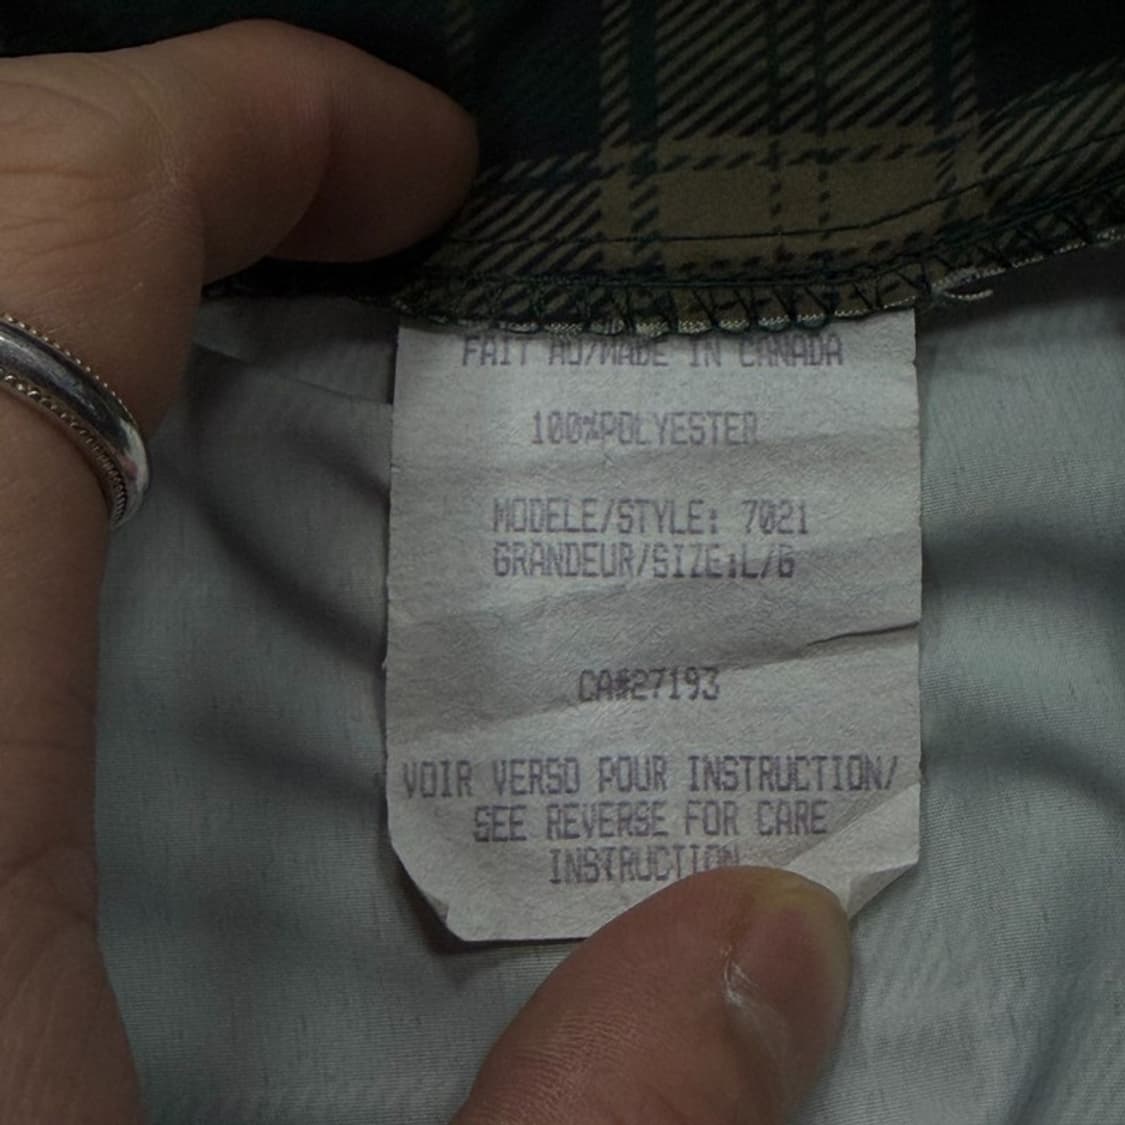 FAIT AU/MADE IN CANADA
100%POLYESTER
MODELE/STYLE: 7021
GRANDEUR/SIZE:L/G
CA#27193
VOIR VERSO POUR INSTRUCTION/
SEE REVERSE FOR CARE
INSTRUCTION